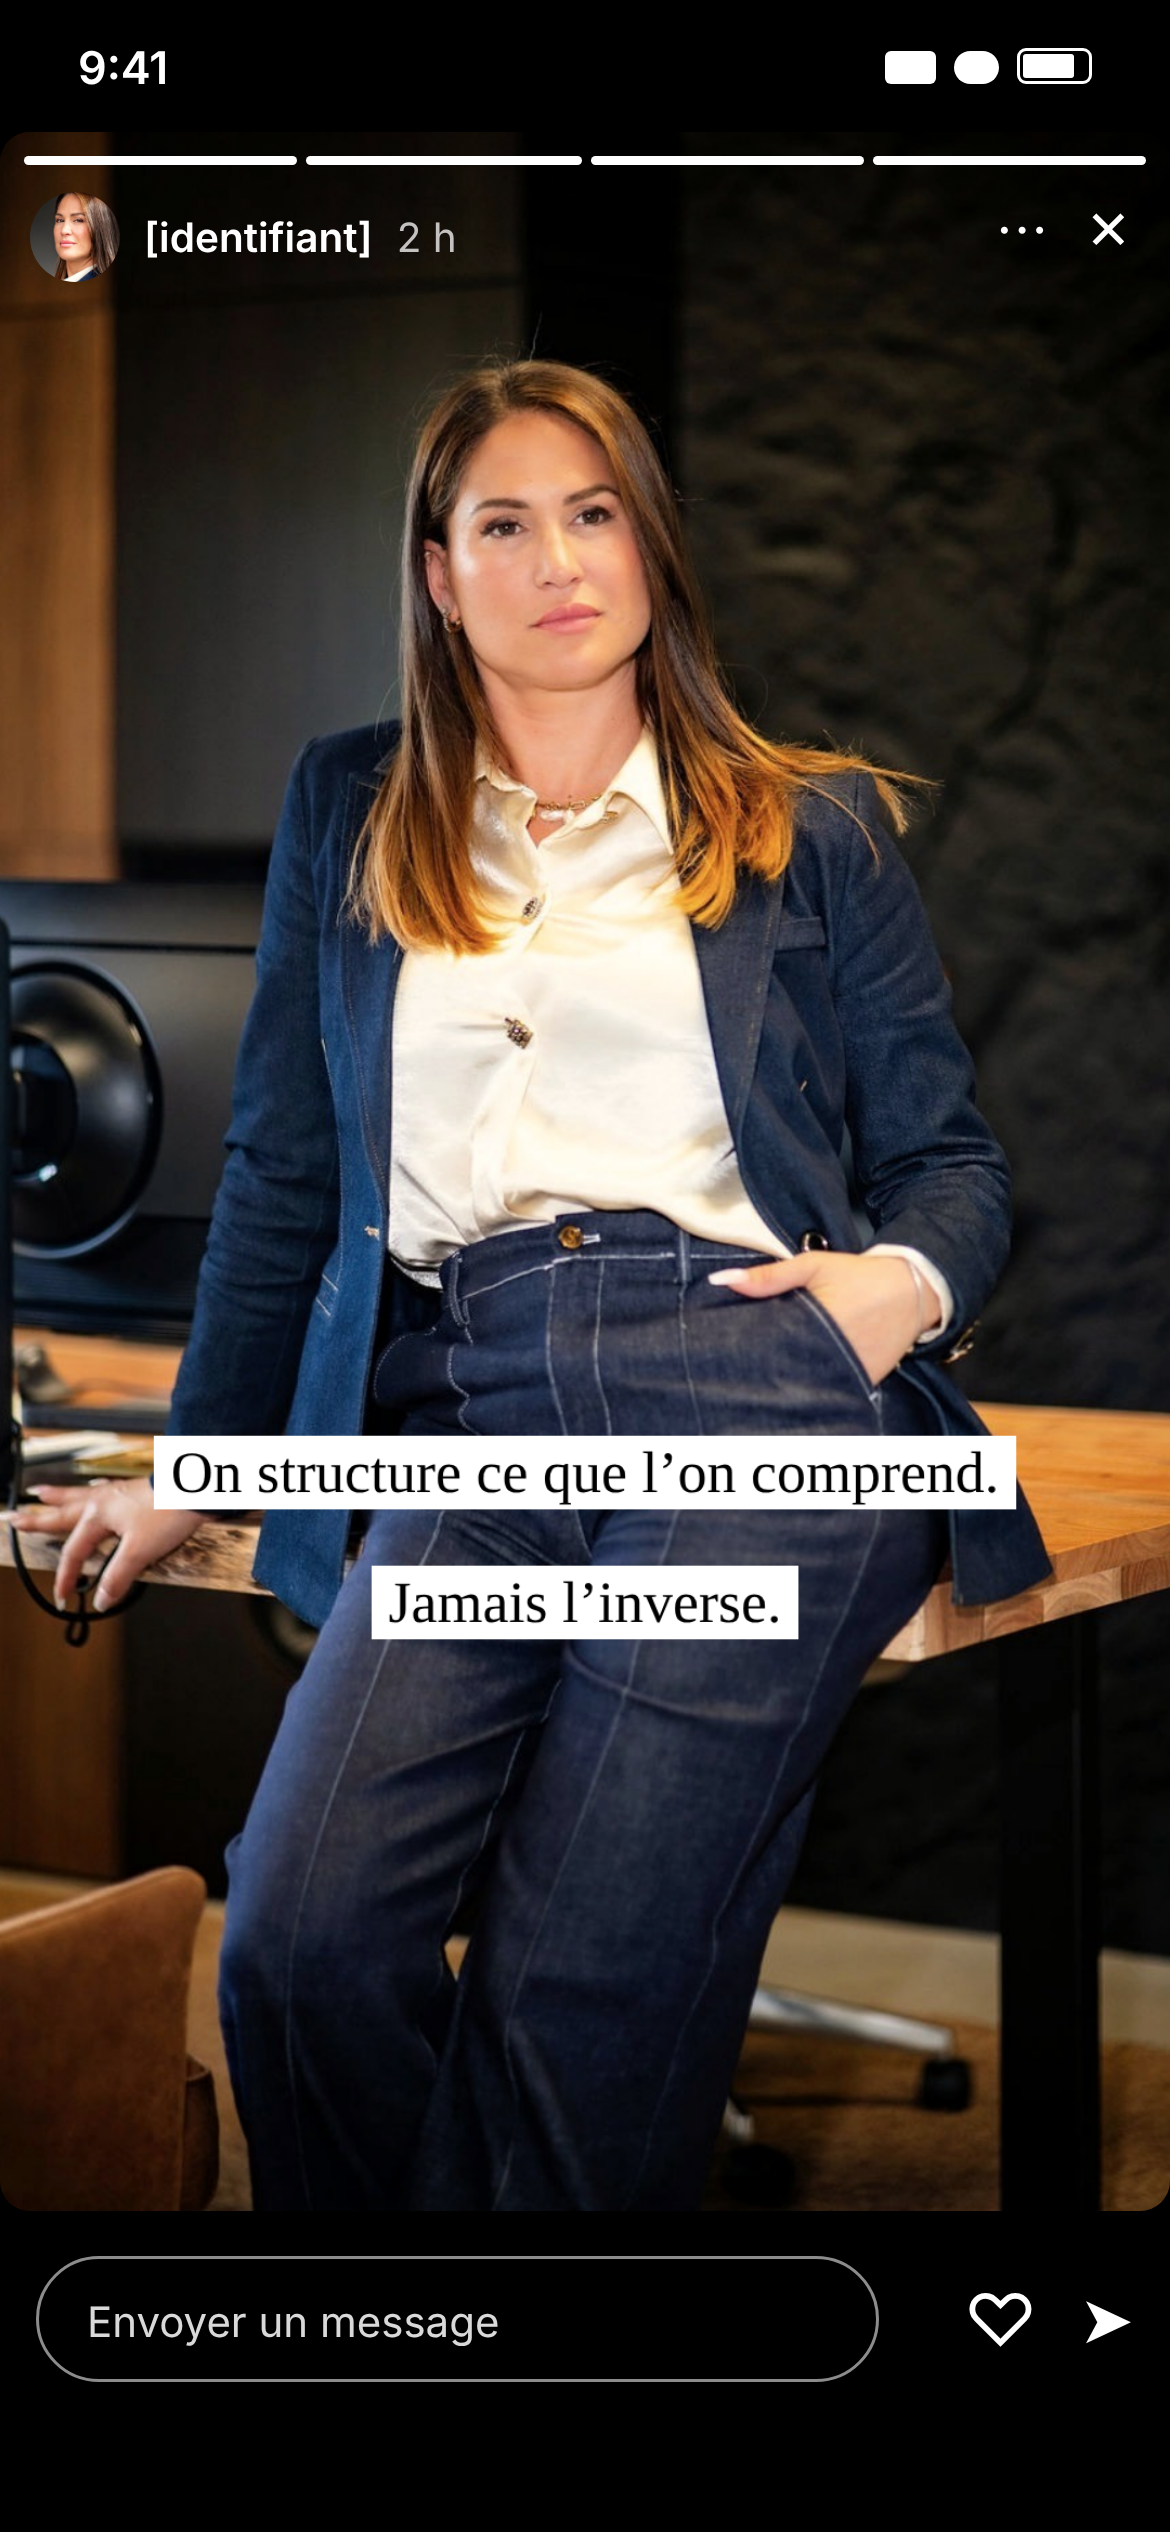 9:41
[identifiant] 2 h
On structure ce que l’on comprend.
Jamais l’inverse.
Envoyer un message